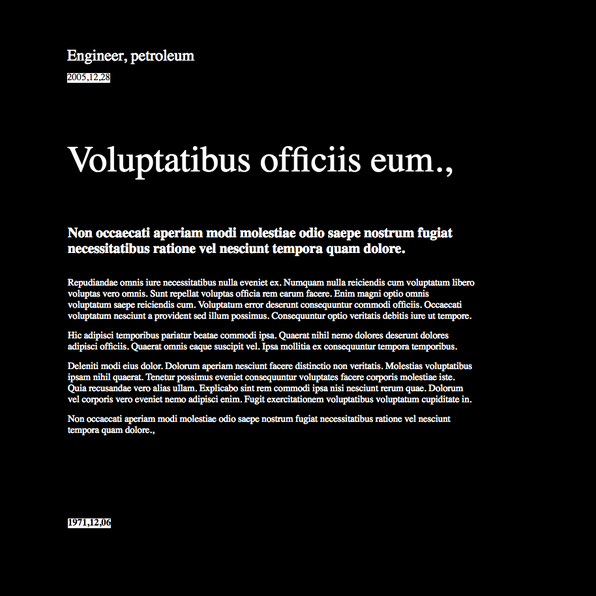 Engineer, petroleum
2005,12,28
Voluptatibus officiis eum.,
Non occaecati aperiam modi molestiae odio saepe nostrum fugiat
necessitatibus ratione vel nesciunt tempora quam dolore.
Repudiandae omnis iure necessitatibus nulla eveniet ex. Numquam nulla reiciendis cum voluptatum libero
voluptas vero omnis. Sunt repellat voluptas officia rem earum facere. Enim magni optio omnis
voluptatum saepe reiciendis cum. Voluptatum error deserunt consequuntur commodi officiis. Occaecati
voluptatum nesciunt a provident sed illum possimus. Consequuntur optio veritatis debitis iure ut tempore.
Hic adipisci temporibus pariatur beatae commodi ipsa. Quaerat nihil nemo dolores deserunt dolores
adipisci officiis. Quaerat omnis eaque suscipit vel. Ipsa mollitia ex consequuntur tempora temporibus.
Deleniti modi eius dolor. Dolorum aperiam nesciunt facere distinctio non veritatis. Molestias voluptatibus
ipsam nihil quaerat. Tenetur possimus eveniet consequuntur voluptates facere corporis molestiae iste.
Quia recusandae vero alias ullam. Explicabo sint rem commodi ipsa nisi nesciunt rerum quae. Dolorum
vel corporis vero eveniet nemo adipisci enim. Fugit exercitationem voluptatibus voluptatum cupiditate in.
Non occaecati aperiam modi molestiae odio saepe nostrum fugiat necessitatibus ratione vel nesciunt
tempora quam dolore.,
1971,12,06